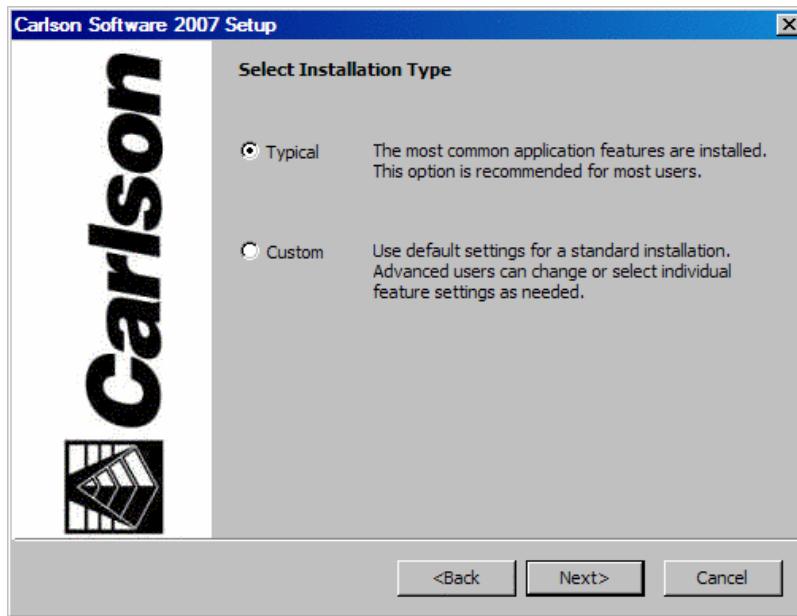 Carlson Software 2007 Setup
Carlson
Select Installation Type
Typical
The most common application features are installed.
This option is recommended for most users.
Custom
Use default settings for a standard installation.
Advanced users can change or select individual
feature settings as needed.
<Back
Next>
Cancel